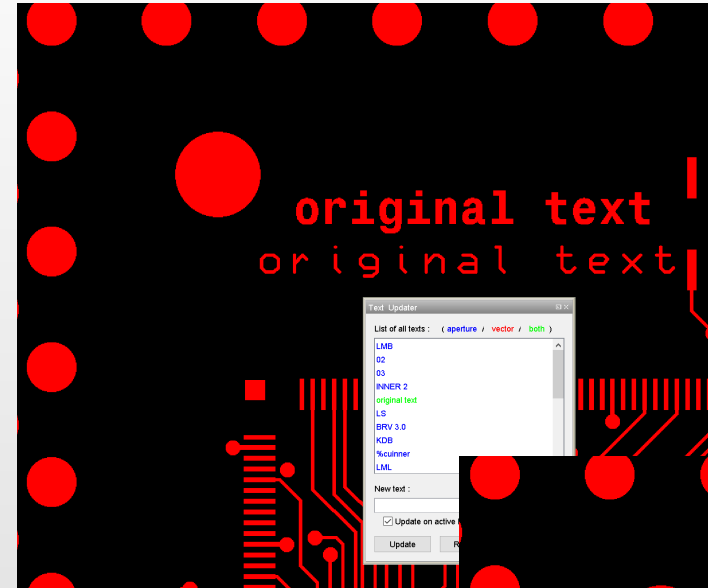 original text
original text
Text Updater
List of all texts : ( aperture / vector / both )
LMB
02
03
INNER 2
original text
LS
BRV 3.0
KDB
%cuinner
LML
New text :
Update on active
Update